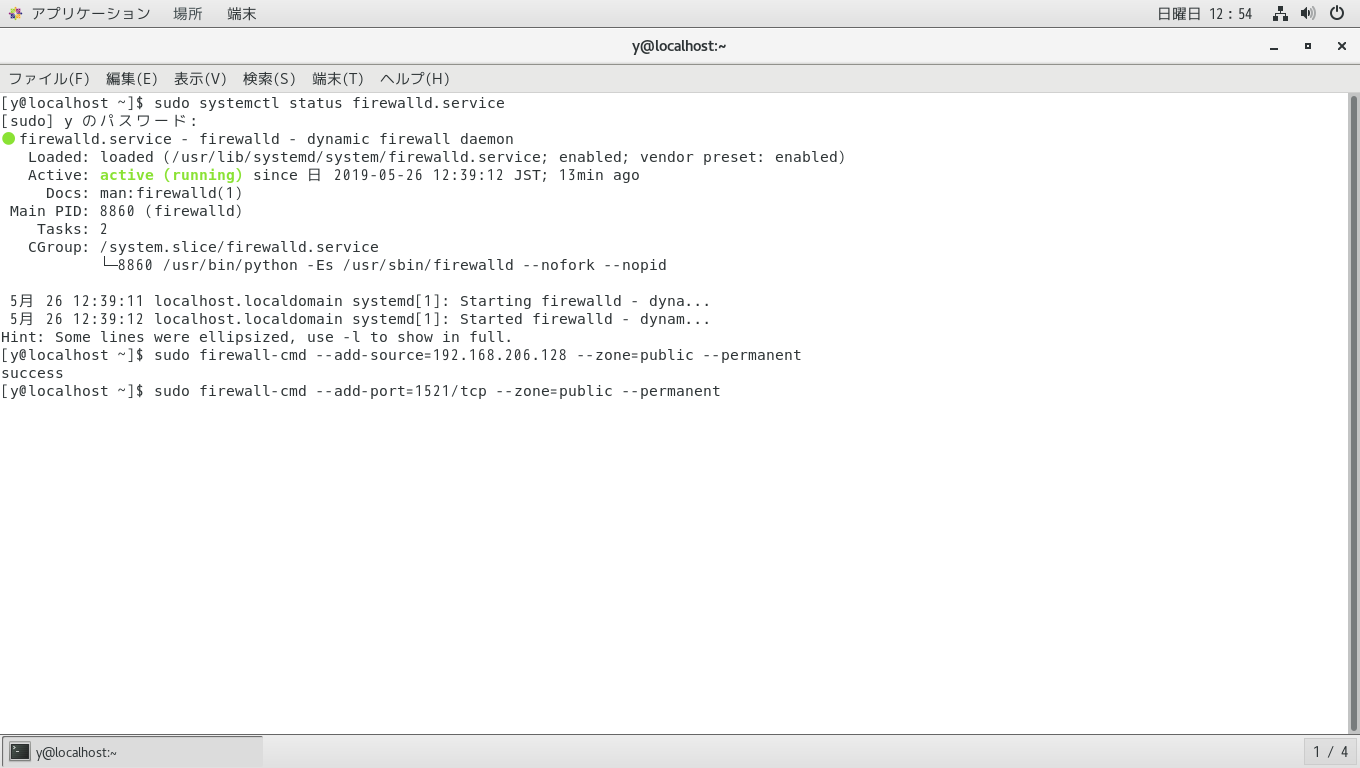 アプリケーション 場所 端末 日曜日 12 : 54
y@localhost:~
ファイル(F) 編集(E) 表示(V) 検索(S) 端末(T) ヘルプ(H)
[y@localhost ~]$ sudo systemctl status firewalld.service
[sudo] y のパスワード:
● firewalld.service - firewalld - dynamic firewall daemon
   Loaded: loaded (/usr/lib/systemd/system/firewalld.service; enabled; vendor preset: enabled)
   Active: active (running) since 日 2019-05-26 12:39:12 JST; 13min ago
     Docs: man:firewalld(1)
 Main PID: 8860 (firewalld)
    Tasks: 2
   CGroup: /system.slice/firewalld.service
           └─8860 /usr/bin/python -Es /usr/sbin/firewalld --nofork --nopid
 5月 26 12:39:11 localhost.localdomain systemd[1]: Starting firewalld - dyna...
 5月 26 12:39:12 localhost.localdomain systemd[1]: Started firewalld - dynam...
Hint: Some lines were ellipsized, use -l to show in full.
[y@localhost ~]$ sudo firewall-cmd --add-source=192.168.206.128 --zone=public --permanent
success
[y@localhost ~]$ sudo firewall-cmd --add-port=1521/tcp --zone=public --permanent
y@localhost:~ 1 / 4